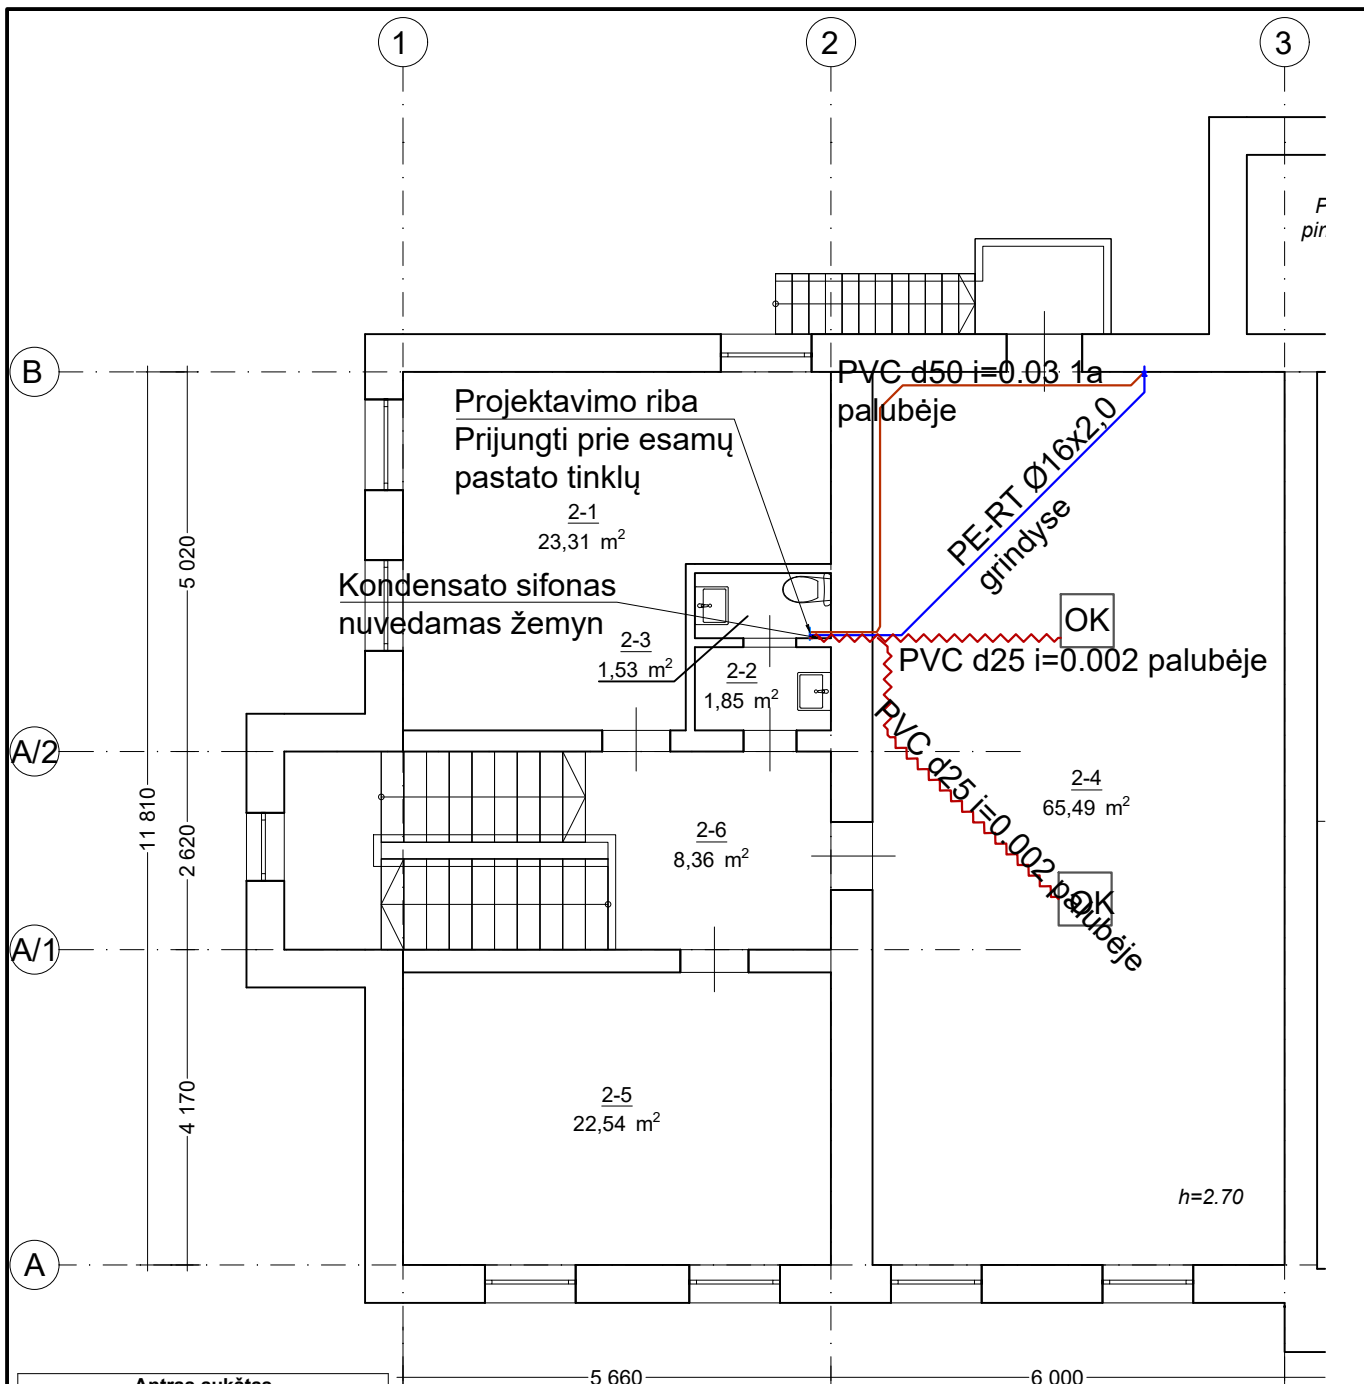 1
2
3
B
A/2
A/1
A
pir
PVC d50 i=0.03 1a
palubėje
Projektavimo riba
Prijungti prie esamų
pastato tinklų
PE-RT Ø16x2,0
grindyse
2-1
23,31 m²
Kondensato sifonas
nuvedamas žemyn
2-3
1,53 m²
2-2
1,85 m²
OK
PVC d25 i=0.002 palubėje
PVC d25 i=0.002 palubėje
OK
2-4
65,49 m²
2-6
8,36 m²
2-5
22,54 m²
h=2.70
5 020
11 810
2 620
4 170
5 660
6 000
Antras aukštas